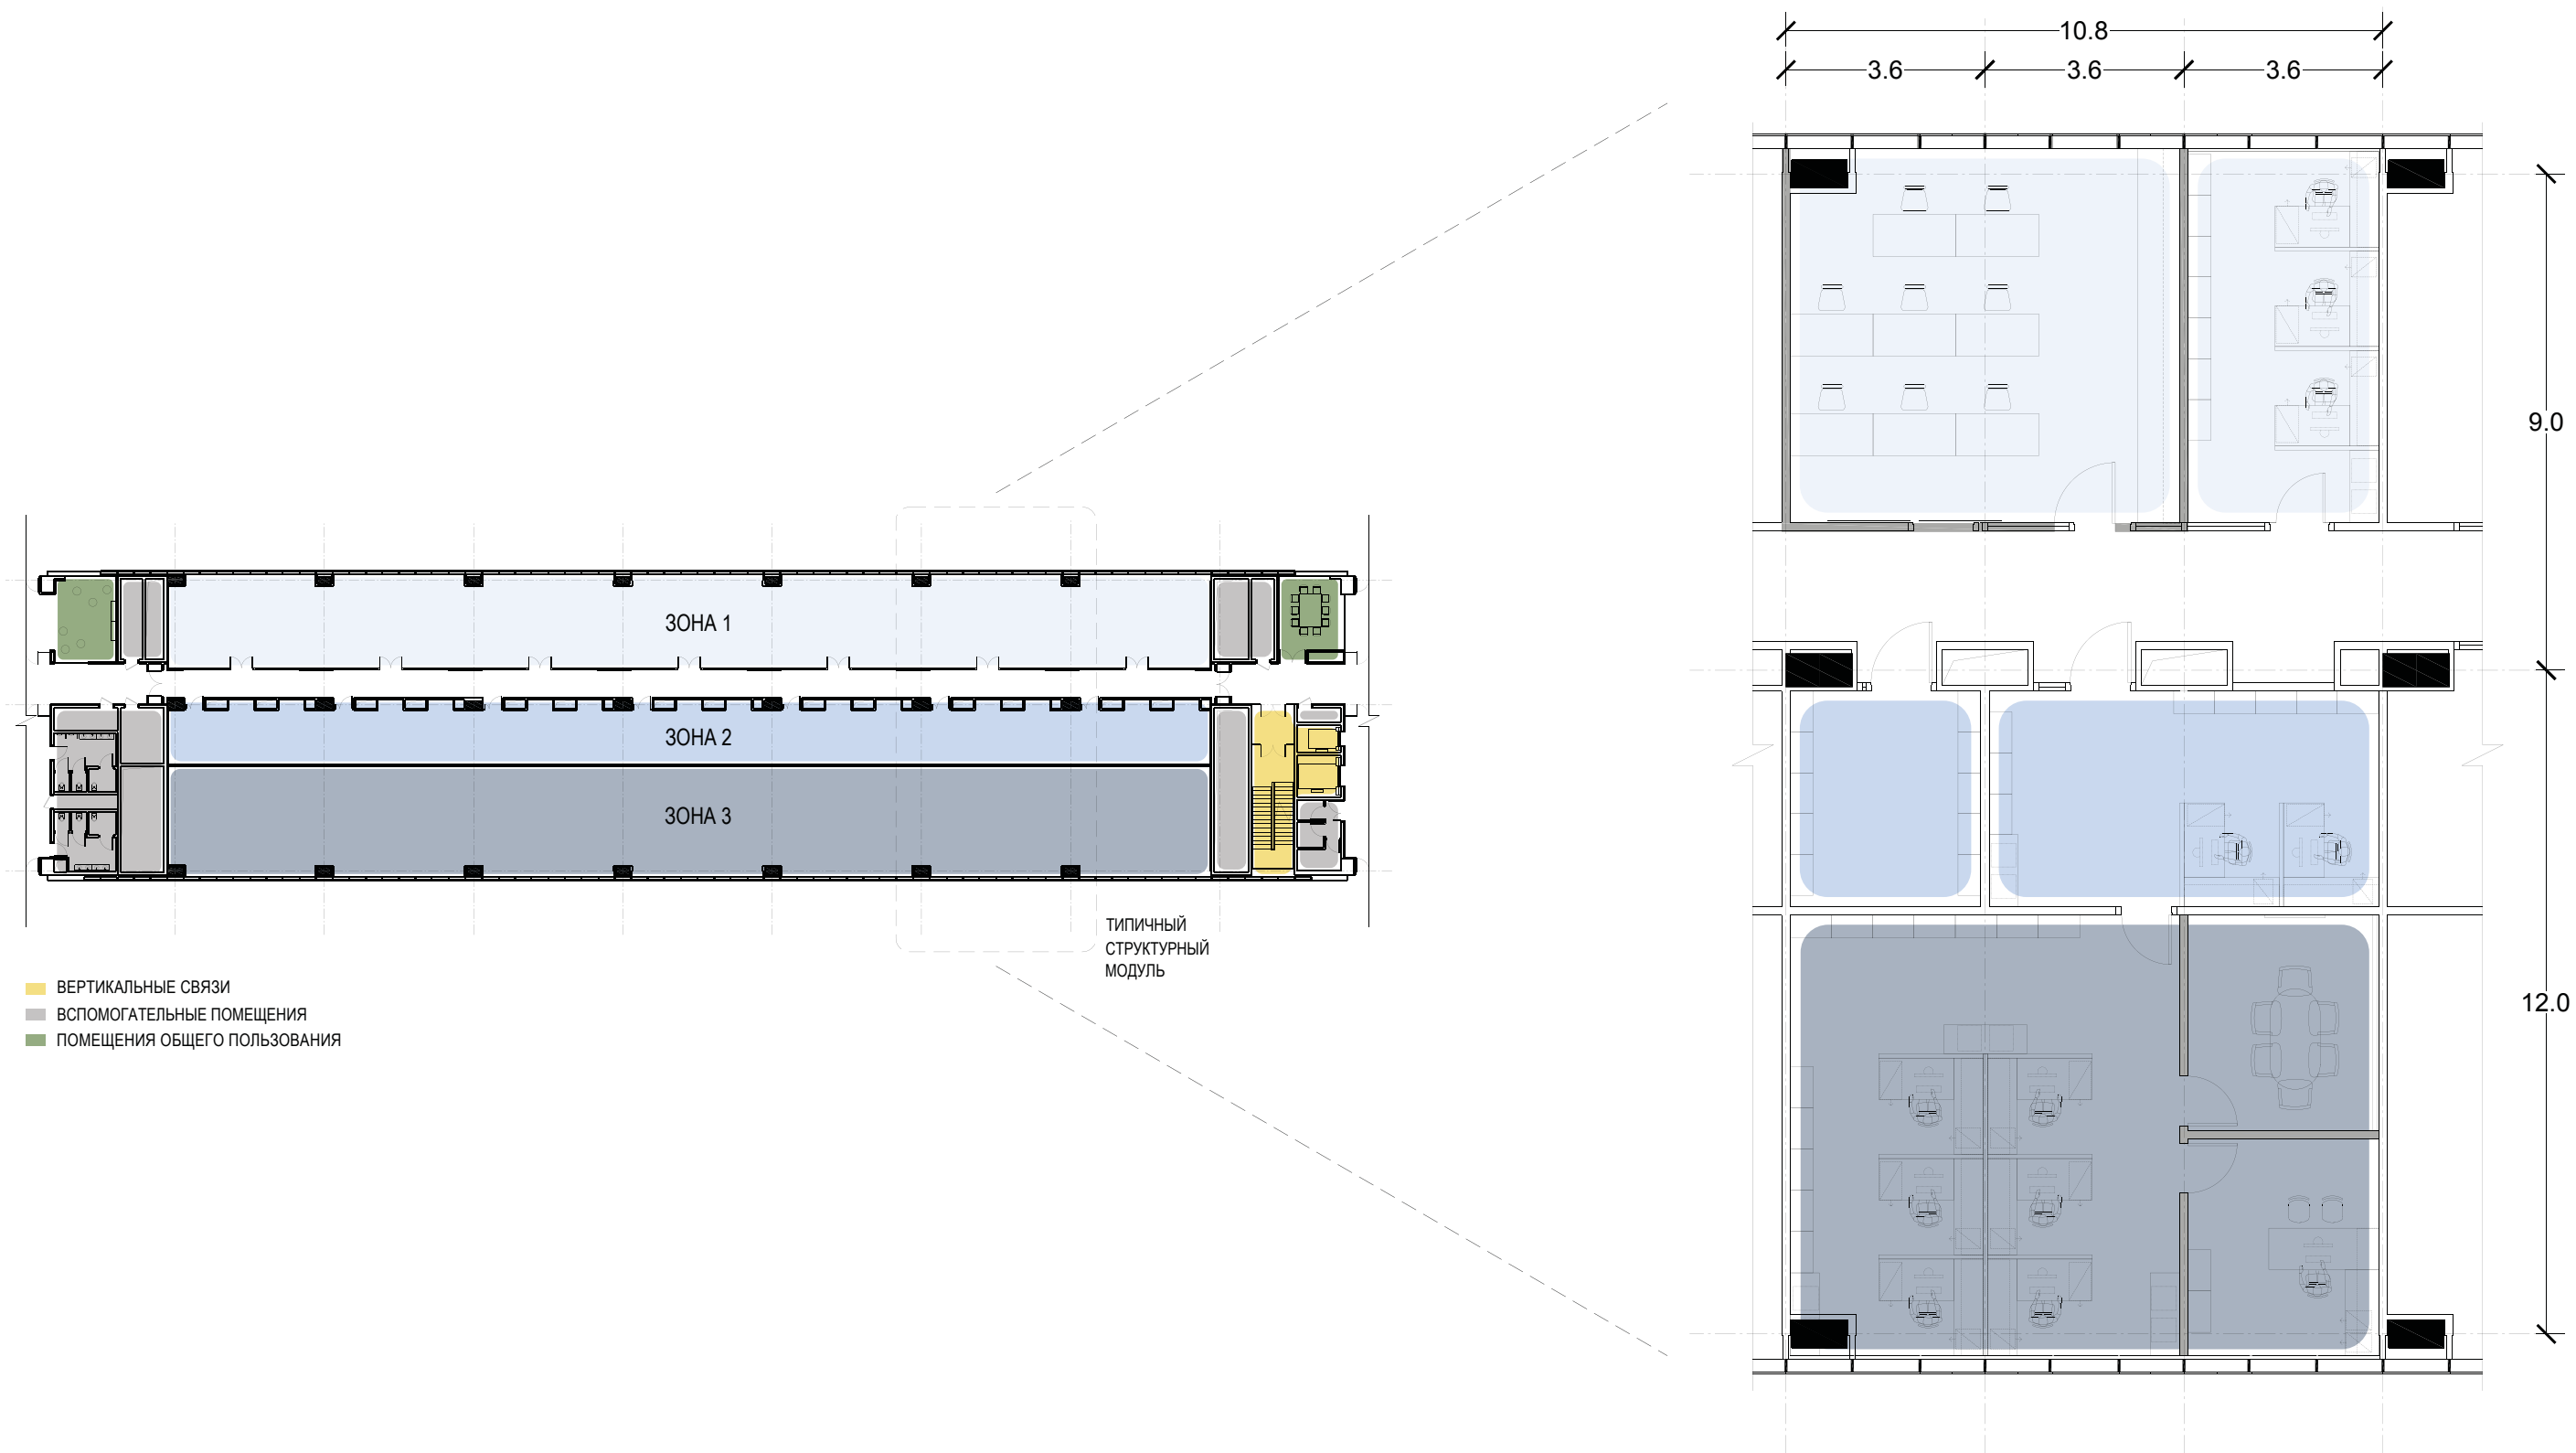 10.8
3.6
3.6
3.6
9.0
12.0
ЗОНА 1
ЗОНА 2
ЗОНА 3
ТИПИЧНЫЙ
СТРУКТУРНЫЙ
МОДУЛЬ
ВЕРТИКАЛЬНЫЕ СВЯЗИ
ВСПОМОГАТЕЛЬНЫЕ ПОМЕЩЕНИЯ
ПОМЕЩЕНИЯ ОБЩЕГО ПОЛЬЗОВАНИЯ